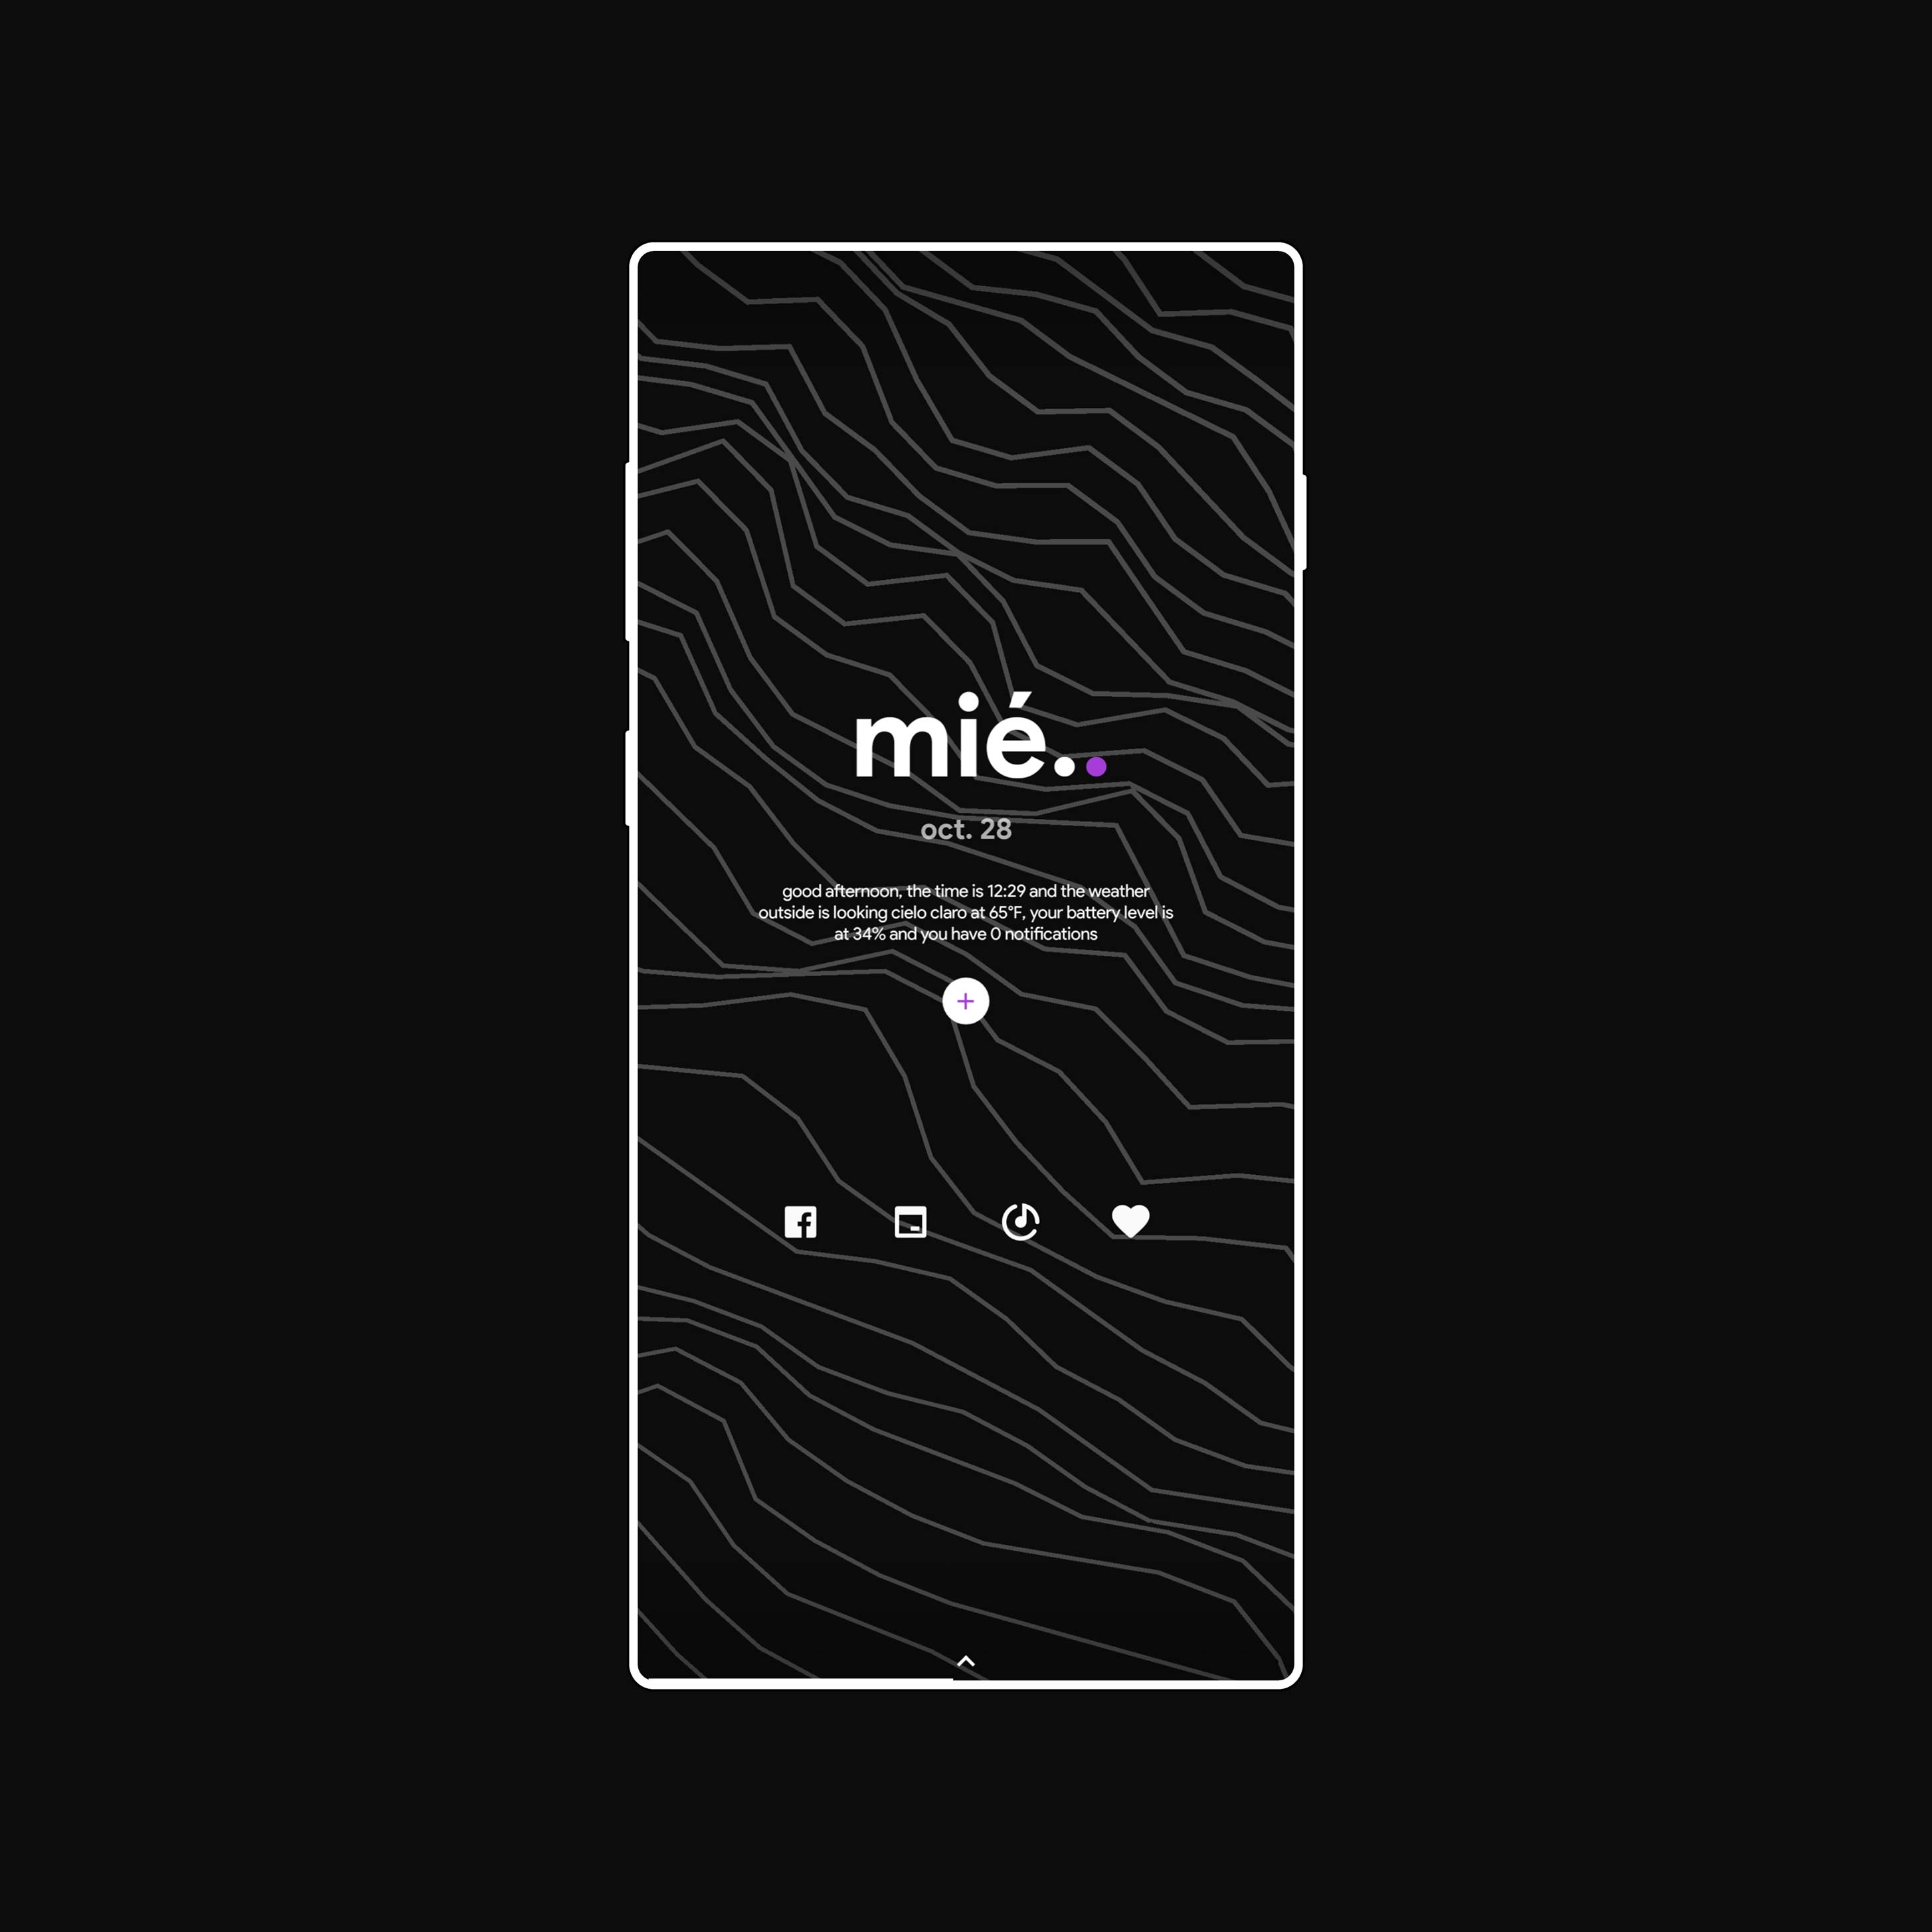 mié..
oct. 28
good afternoon, the time is 12:29 and the weather
outside is looking cielo claro at 65°F, your battery level is
at 34% and you have 0 notifications